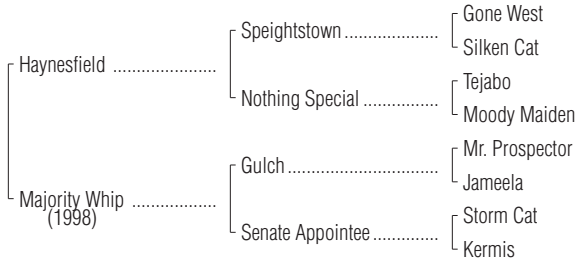 Gone West
Speightstown
Silken Cat
Haynesfield
Tejabo
Nothing Special
Moody Maiden
Mr. Prospector
Gulch
Jameela
Majority Whip
(1998)
Storm Cat
Senate Appointee
Kermis